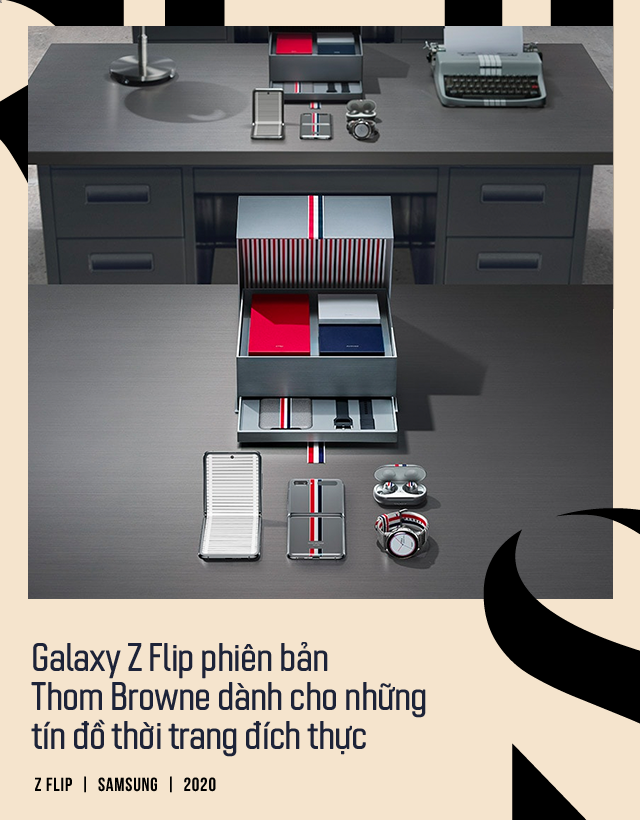 Galaxy Z Flip phiên bản
Thom Browne dành cho những
tín đồ thời trang đích thực
Z FLIP | SAMSUNG | 2020